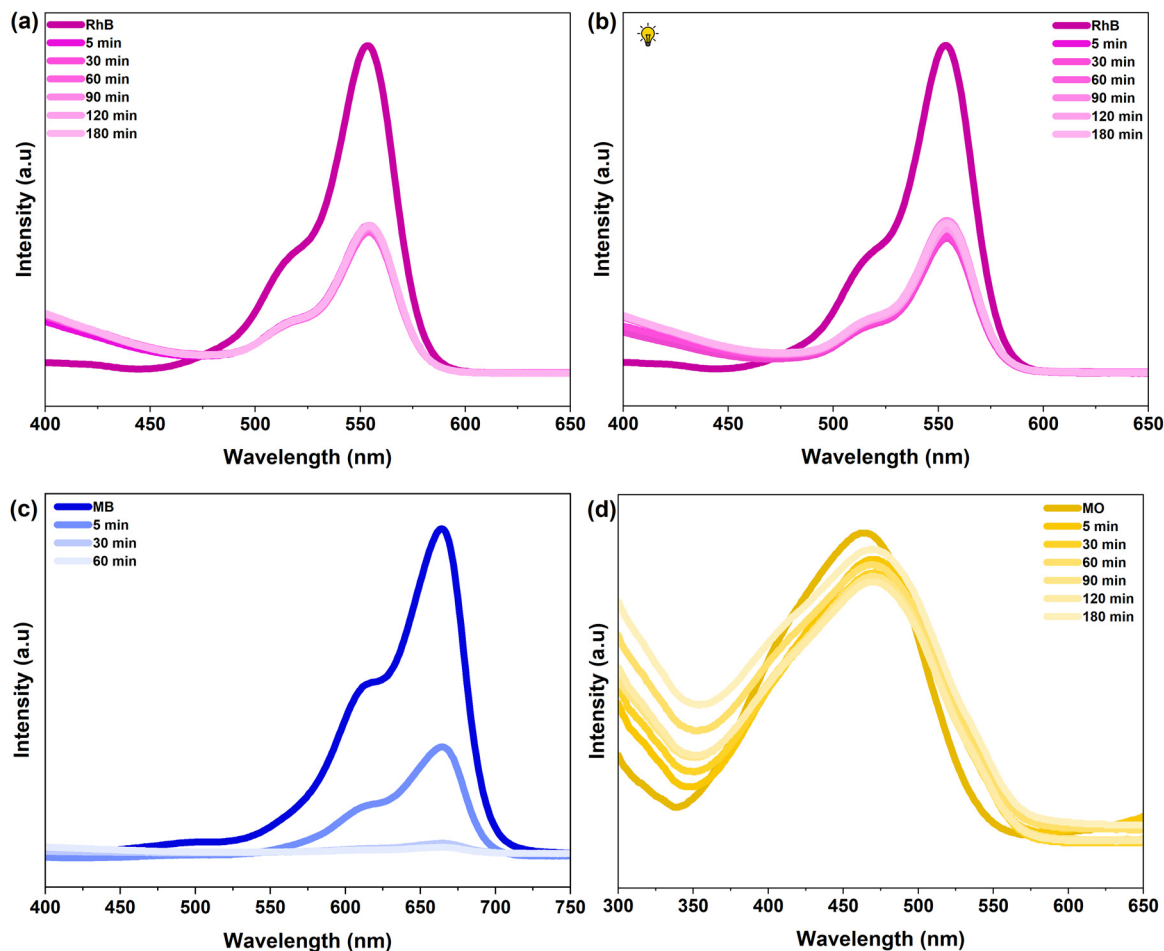 (a)
RhB
5 min
30 min
60 min
90 min
120 min
180 min
Intensity (a.u)
400 450 500 550 600 650
Wavelength (nm)
(b)
RhB
5 min
30 min
60 min
90 min
120 min
180 min
Intensity (a.u)
400 450 500 550 600 650
Wavelength (nm)
(c)
MB
5 min
30 min
60 min
Intensity (a.u)
400 450 500 550 600 650 700 750
Wavelength (nm)
(d)
MO
5 min
30 min
60 min
90 min
120 min
180 min
Intensity (a.u)
300 350 400 450 500 550 600 650
Wavelength (nm)